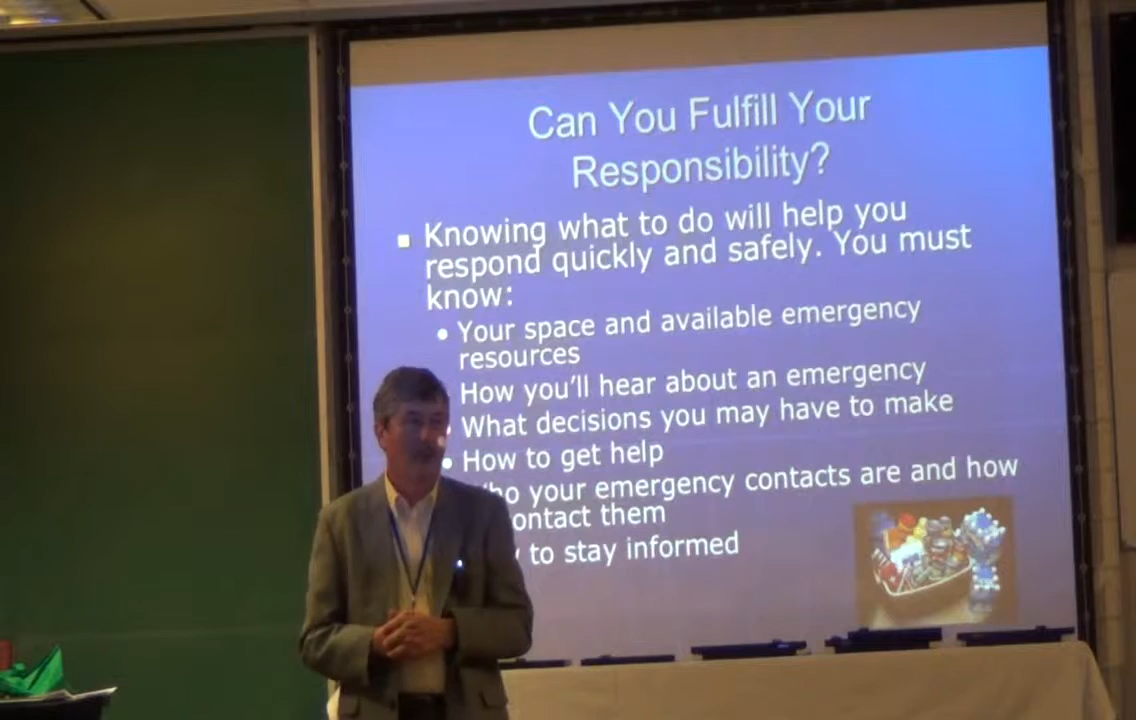 Can You Fulfill Your
Responsibility?
Knowing what to do will help you
respond quickly and safely. You must
know:
Your space and available emergency
resources
How you'll hear about an emergency
What decisions you may have to make
How to get help
your emergency contacts are and how
them
to stay informed